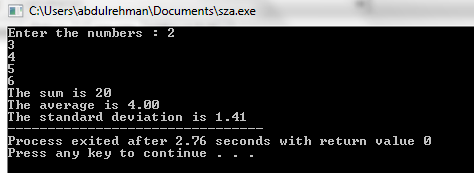 C:\Users\abdulrehman\Documents\sza.exe
Enter the numbers : 2
3
4
5
6
The sum is 20
The average is 4.00
The standard deviation is 1.41
--------------------------------
Process exited after 2.76 seconds with return value 0
Press any key to continue . . .